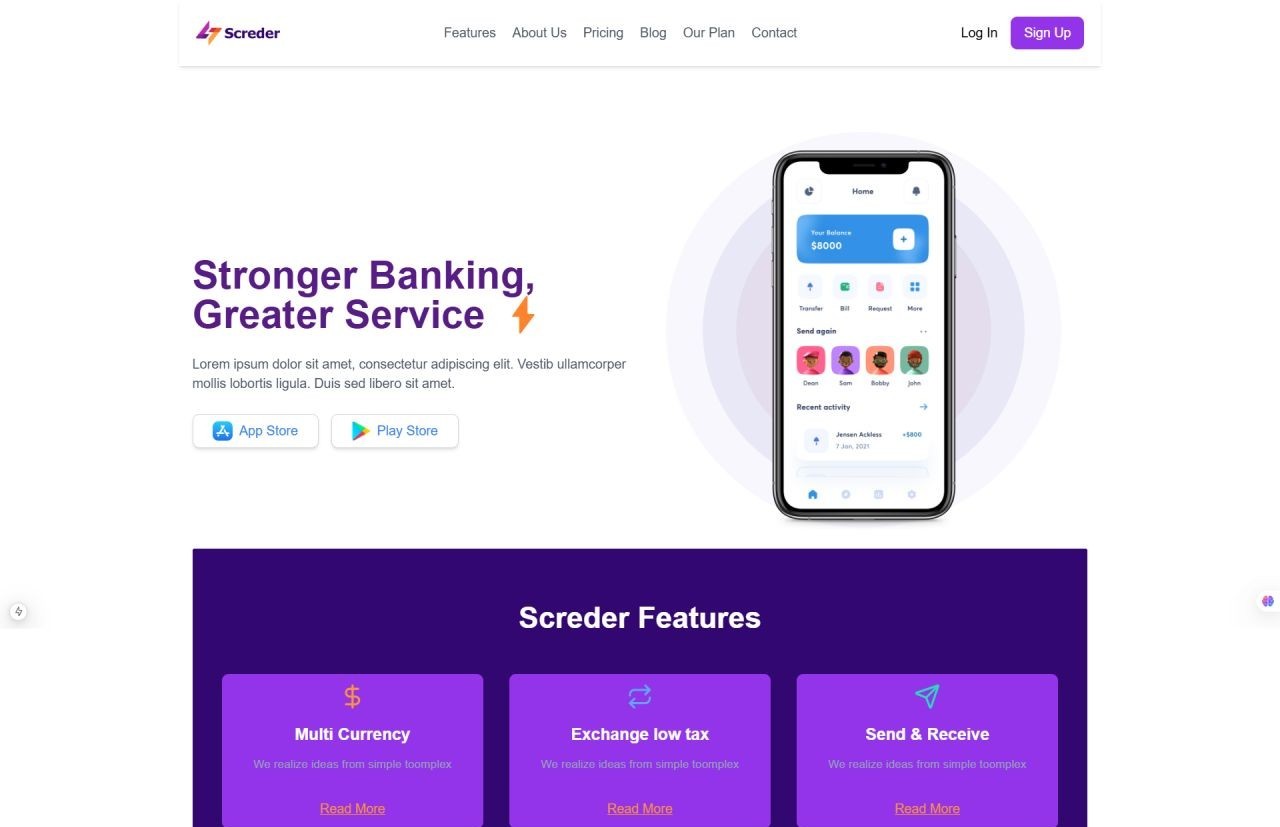 Screder
Features About Us Pricing Blog Our Plan Contact
Log In Sign Up
Stronger Banking,
Greater Service
Lorem ipsum dolor sit amet, consectetur adipiscing elit. Vestib ullamcorper
mollis lobortis ligula. Duis sed libero sit amet.
App Store Play Store
Home
Your Balance
$8000
Transfer Bill Request More
Send again
Dean Sam Bobby John
Recent activity
Jensen Ackless +$800
7 Jan, 2021
Screder Features
Multi Currency
We realize ideas from simple toomplex
Read More
Exchange low tax
We realize ideas from simple toomplex
Read More
Send & Receive
We realize ideas from simple toomplex
Read More